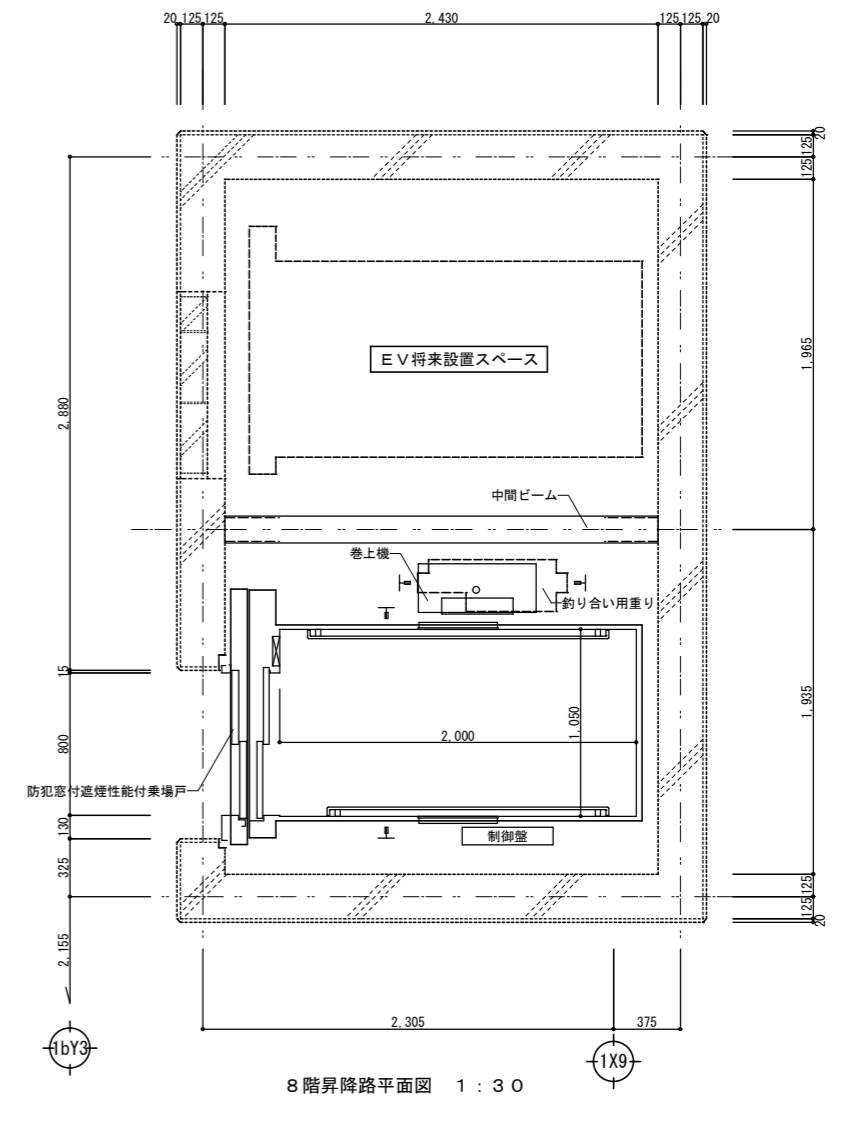 20 125 125
2,430
125 125 20
20
125
125
2,880
1,965
EV将来設置スペース
中間ビーム
巻上機
釣り合い用重り
15
800
130
325
2,155
1,935
2,000
1,050
防犯窓付遮煙性能付乗場戸
制御盤
125
125
20
2,305
375
1bY3
1X9
8階昇降路平面図 1:30